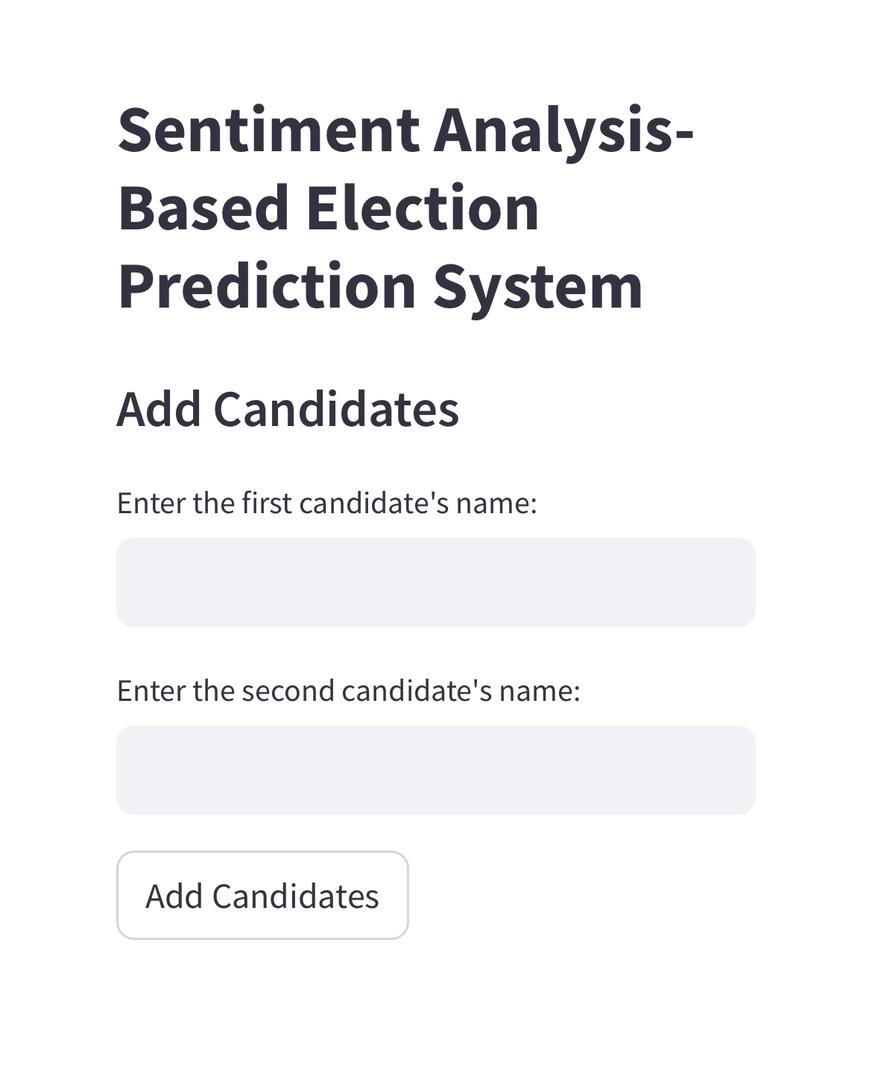 Sentiment Analysis-
Based Election
Prediction System
Add Candidates
Enter the first candidate's name:
Enter the second candidate's name:
Add Candidates